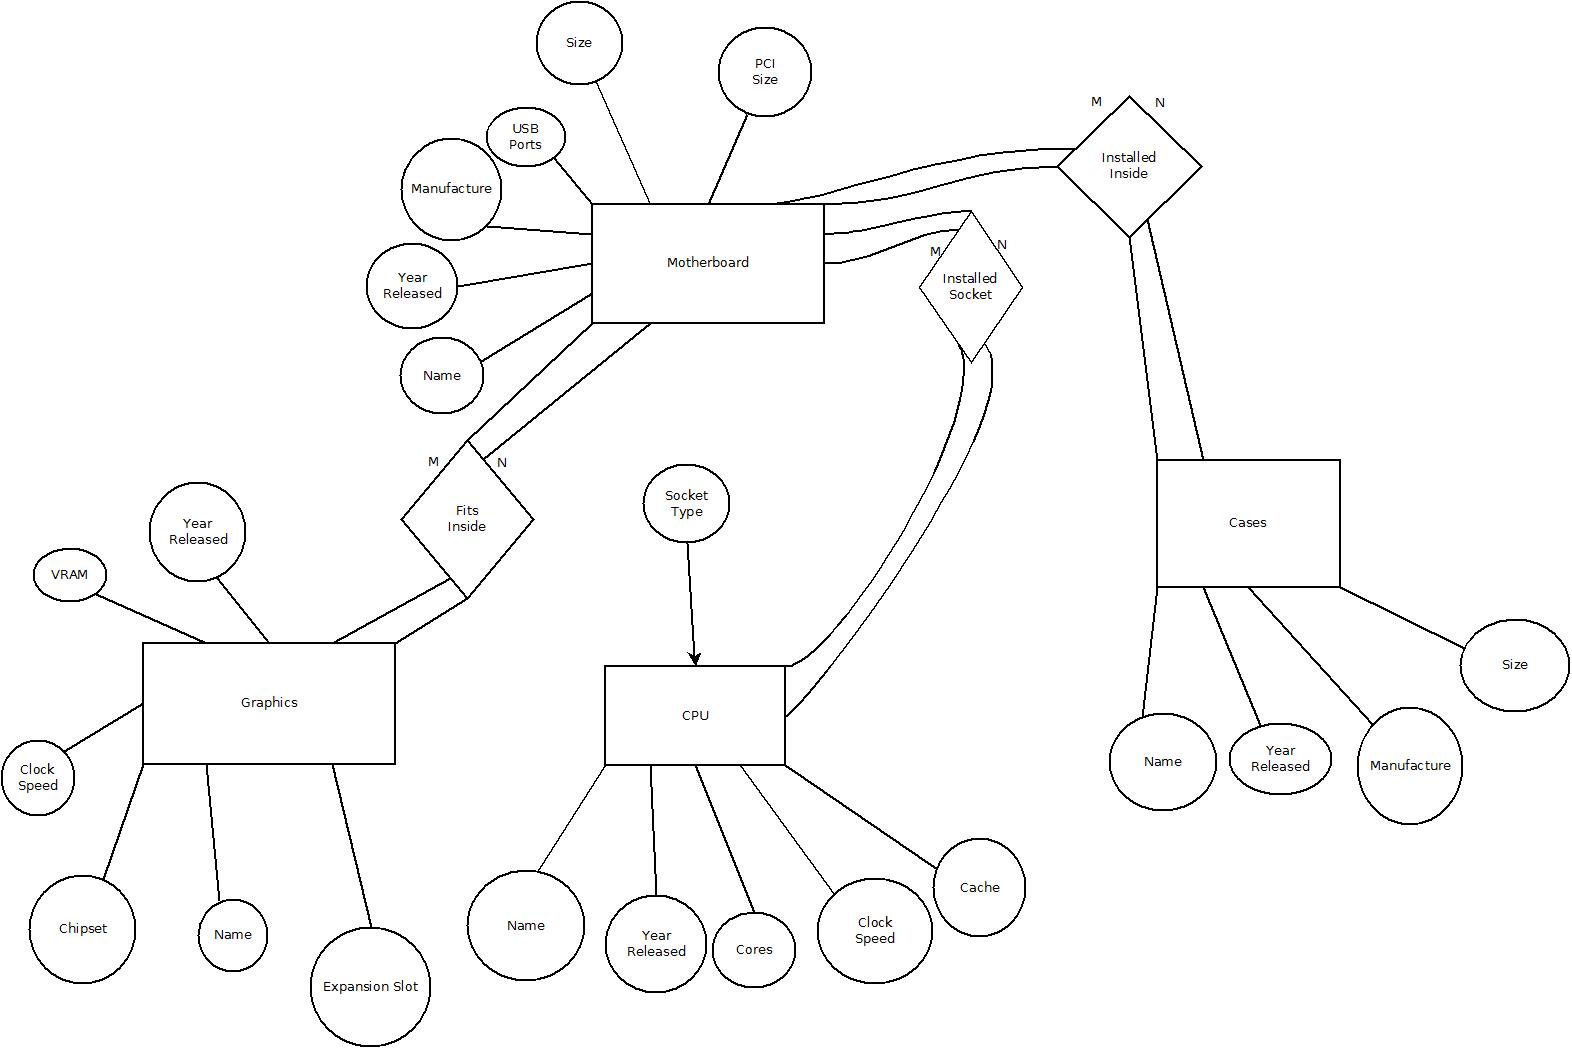 Size
PCI
Size
USB
Ports
M
N
Installed
Inside
Manufacture
Motherboard
M
N
Installed
Socket
Year
Released
Name
M
N
Fits
Inside
Socket
Type
Year
Released
VRAM
Cases
Graphics
CPU
Size
Clock
Speed
Name
Year
Released
Manufacture
Chipset
Name
Expansion Slot
Name
Year
Released
Cores
Clock
Speed
Cache